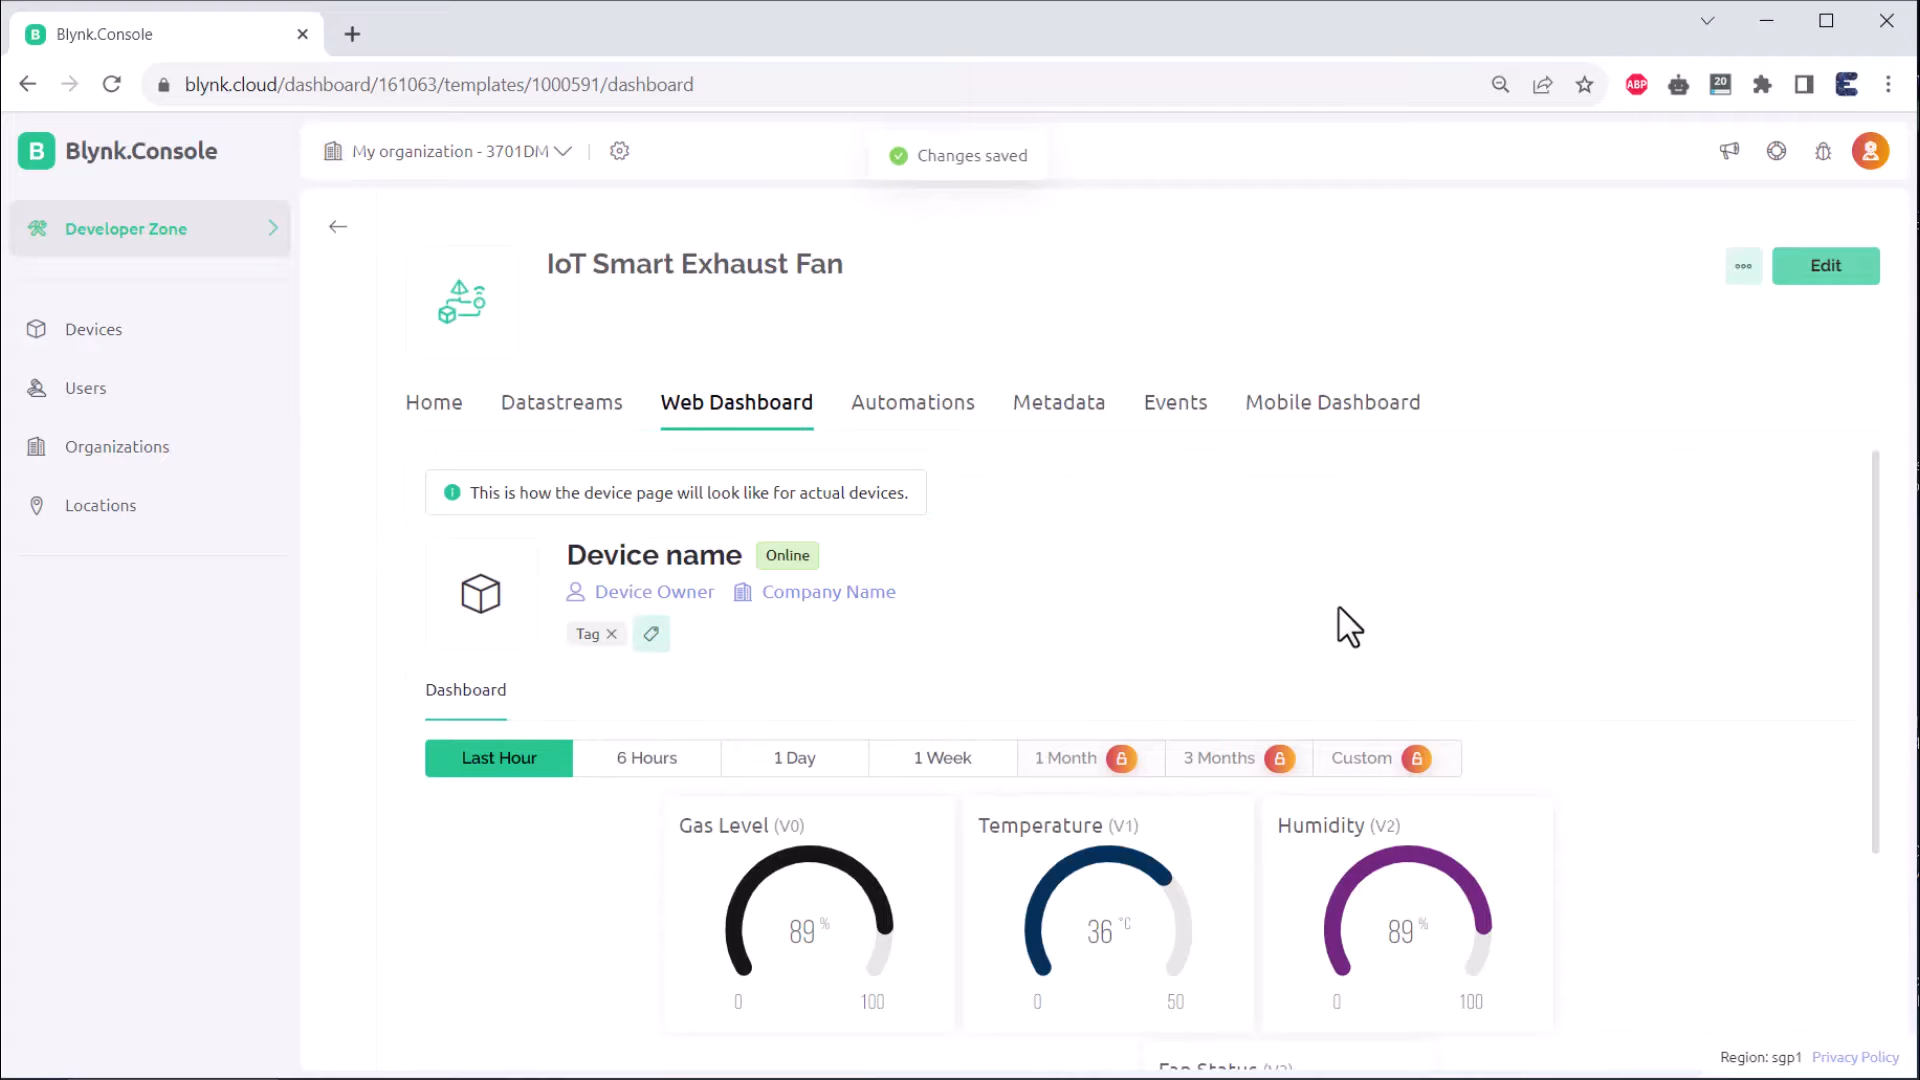 B Blynk.Console
blynk.cloud/dashboard/161063/templates/1000591/dashboard
ABP
20
E
B Blynk.Console
My organization - 3701DM
Changes saved
Developer Zone
IoT Smart Exhaust Fan
Edit
Devices
Users
Organizations
Locations
Home Datastreams Web Dashboard Automations Metadata Events Mobile Dashboard
This is how the device page will look like for actual devices.
Device name Online
Device Owner Company Name
Tag
Dashboard
Last Hour 6 Hours 1 Day 1 Week 1 Month 3 Months Custom
Gas Level (V0) Temperature (V1) Humidity (V2)
89 % 36 °C 89 %
0 100 0 50 0 100
Fan Status (V3)
Region: sgp1 Privacy Policy